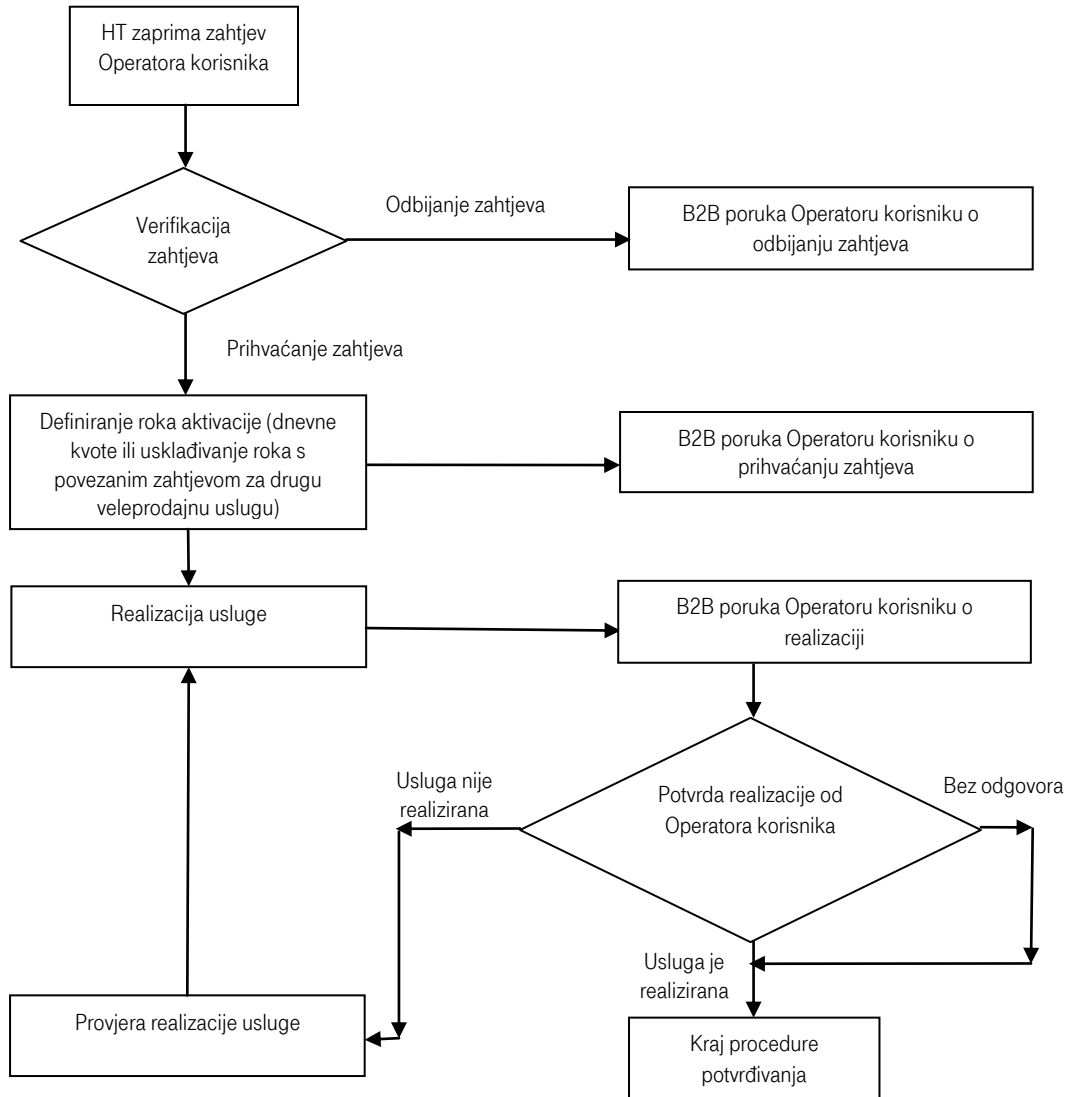 HT zaprima zahtjev
Operatora korisnika
Verifikacija
zahtjeva
Odbijanje zahtjeva
B2B poruka Operatoru korisniku o
odbijanju zahtjeva
Prihvaćanje zahtjeva
Definiranje roka aktivacije (dnevne
kvote ili usklađivanje roka s
povezanim zahtjevom za drugu
veleprodajnu uslugu)
B2B poruka Operatoru korisniku o
prihvaćanju zahtjeva
Realizacija usluge
B2B poruka Operatoru korisniku o
realizaciji
Usluga nije
realizirana
Potvrda realizacije od
Operatora korisnika
Bez odgovora
Usluga je
realizirana
Provjera realizacije usluge
Kraj procedure
potvrđivanja